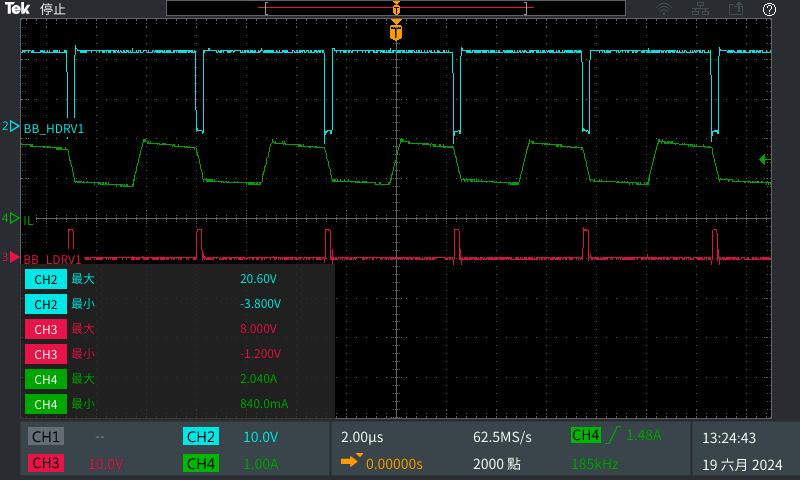 Tek 停止
T
T
2 BB_HDRV1
4 IL
3 BB_LDRV1
CH2 最大 20.60V
CH2 最小 -3.800V
CH3 最大 8.000V
CH3 最小 -1.200V
CH4 最大 2.040A
CH4 最小 840.0mA
CH1 -- CH2 10.0V 2.00μs 62.5MS/s CH4 1.48A 13:24:43
CH3 10.0V CH4 1.00A 0.00000s 2000 點 185kHz 19 六月 2024